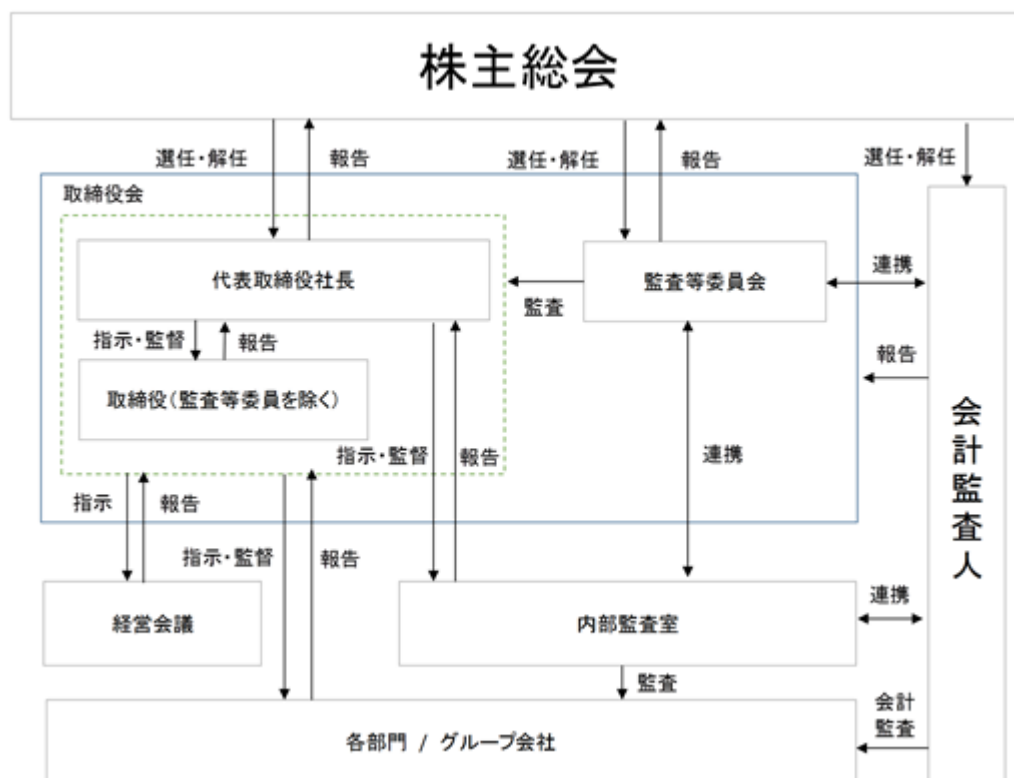 株主総会
選任・解任
報告
選任・解任
報告
選任・解任
取締役会
代表取締役社長
監査等委員会
連携
監査
指示・監督
報告
報告
取締役（監査等委員を除く）
会計監査人
指示・監督
報告
連携
指示
報告
指示・監督
報告
経営会議
内部監査室
連携
監査
会計
監査
各部門 / グループ会社